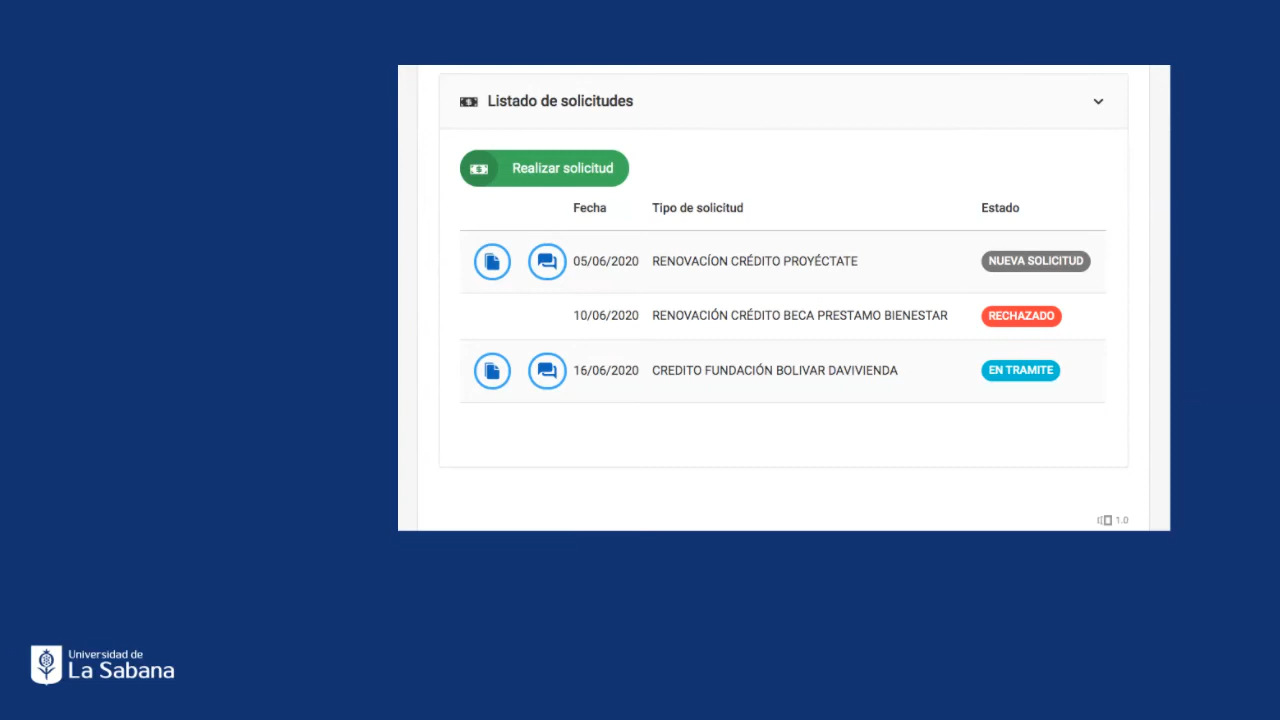 Listado de solicitudes
Realizar solicitud
Fecha Tipo de solicitud Estado
05/06/2020 RENOVACÍON CRÉDITO PROYÉCTATE NUEVA SOLICITUD
10/06/2020 RENOVACIÓN CRÉDITO BECA PRESTAMO BIENESTAR RECHAZADO
16/06/2020 CREDITO FUNDACIÓN BOLIVAR DAVIVIENDA EN TRAMITE
1.0
Universidad de
La Sabana